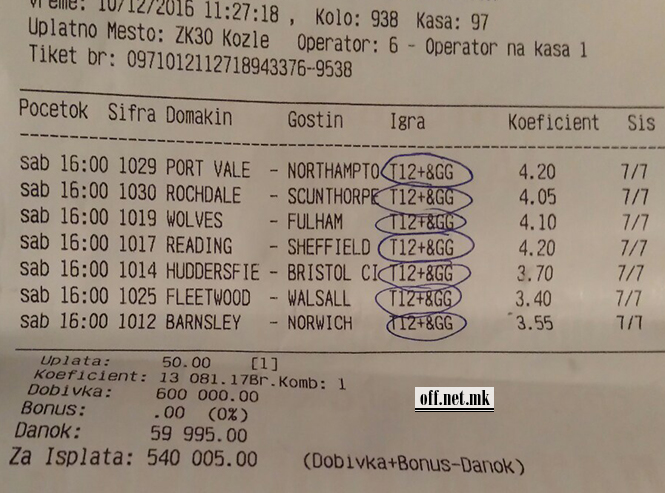 Vreme: 10/12/2016 11:27:18 , Kolo: 938 Kasa: 97
Uplatno Mesto: ZK30 Kozle Operator: 6 - Operator na kasa 1
Tiket br: 0971012112718943376-9538
Pocetok Sifra Domakin Gostin Igra Koeficient Sis
sab 16:00 1029 PORT VALE - NORTHAMPTO T12+&GG 4.20 7/7
sab 16:00 1030 ROCHDALE - SCUNTHORPE T12+&GG 4.05 7/7
sab 16:00 1019 WOLVES - FULHAM T12+&GG 4.10 7/7
sab 16:00 1017 READING - SHEFFIELD T12+&GG 4.20 7/7
sab 16:00 1014 HUDDERSFIE - BRISTOL CI T12+&GG 3.70 7/7
sab 16:00 1025 FLEETWOOD - WALSALL T12+&GG 3.40 7/7
sab 16:00 1012 BARNSLEY - NORWICH T12+&GG 3.55 7/7
Uplata: 50.00 [1]
Koeficient: 13 081.17Br.Komb: 1
Dobivka: 600 000.00
Bonus: .00 (0%)
Danok: 59 995.00
Za Isplata: 540 005.00 (Dobivka+Bonus-Danok)
off.net.mk